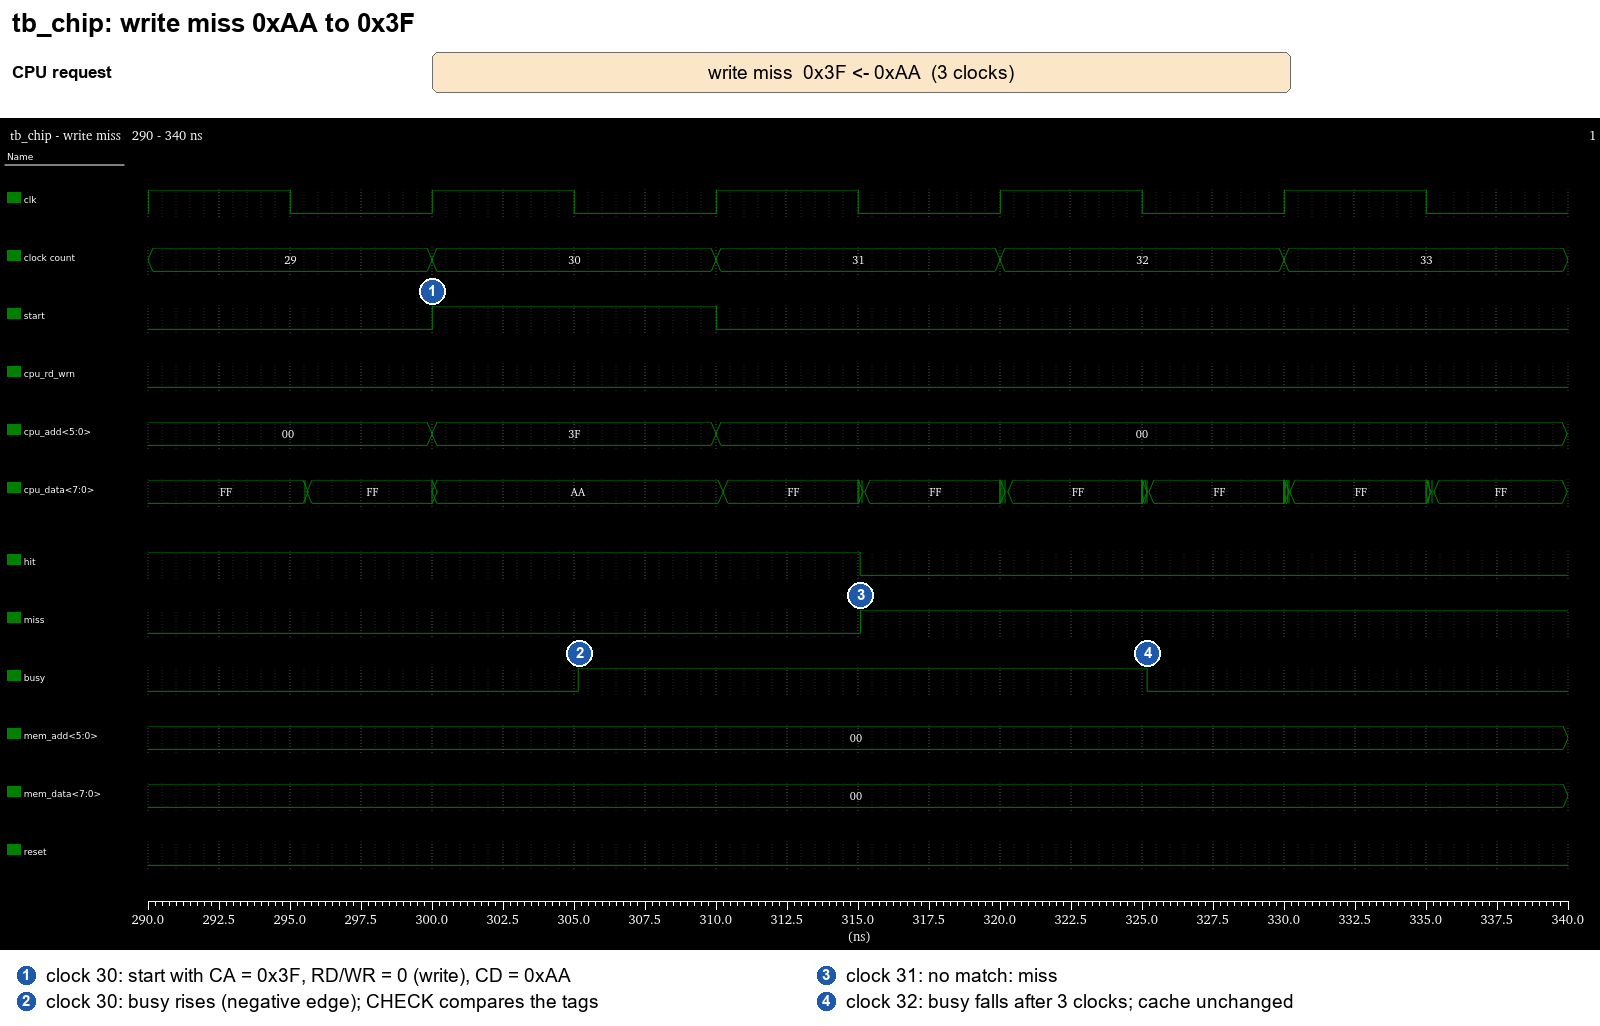 tb_chip: write miss 0xAA to 0x3F
CPU request
write miss  0x3F <- 0xAA  (3 clocks)
tb_chip - write miss   290 - 340 ns
1
Name
clk
clock count
29
30
31
32
33
1
start
cpu_rd_wrn
cpu_add<5:0>
00
3F
00
cpu_data<7:0>
FF
FF
AA
FF
FF
FF
FF
FF
FF
hit
3
miss
2
4
busy
mem_add<5:0>
00
mem_data<7:0>
00
reset
290.0
292.5
295.0
297.5
300.0
302.5
305.0
307.5
310.0
312.5
315.0
317.5
320.0
322.5
325.0
327.5
330.0
332.5
335.0
337.5
340.0
(ns)
1 clock 30: start with CA = 0x3F, RD/WR = 0 (write), CD = 0xAA
2 clock 30: busy rises (negative edge); CHECK compares the tags
3 clock 31: no match: miss
4 clock 32: busy falls after 3 clocks; cache unchanged